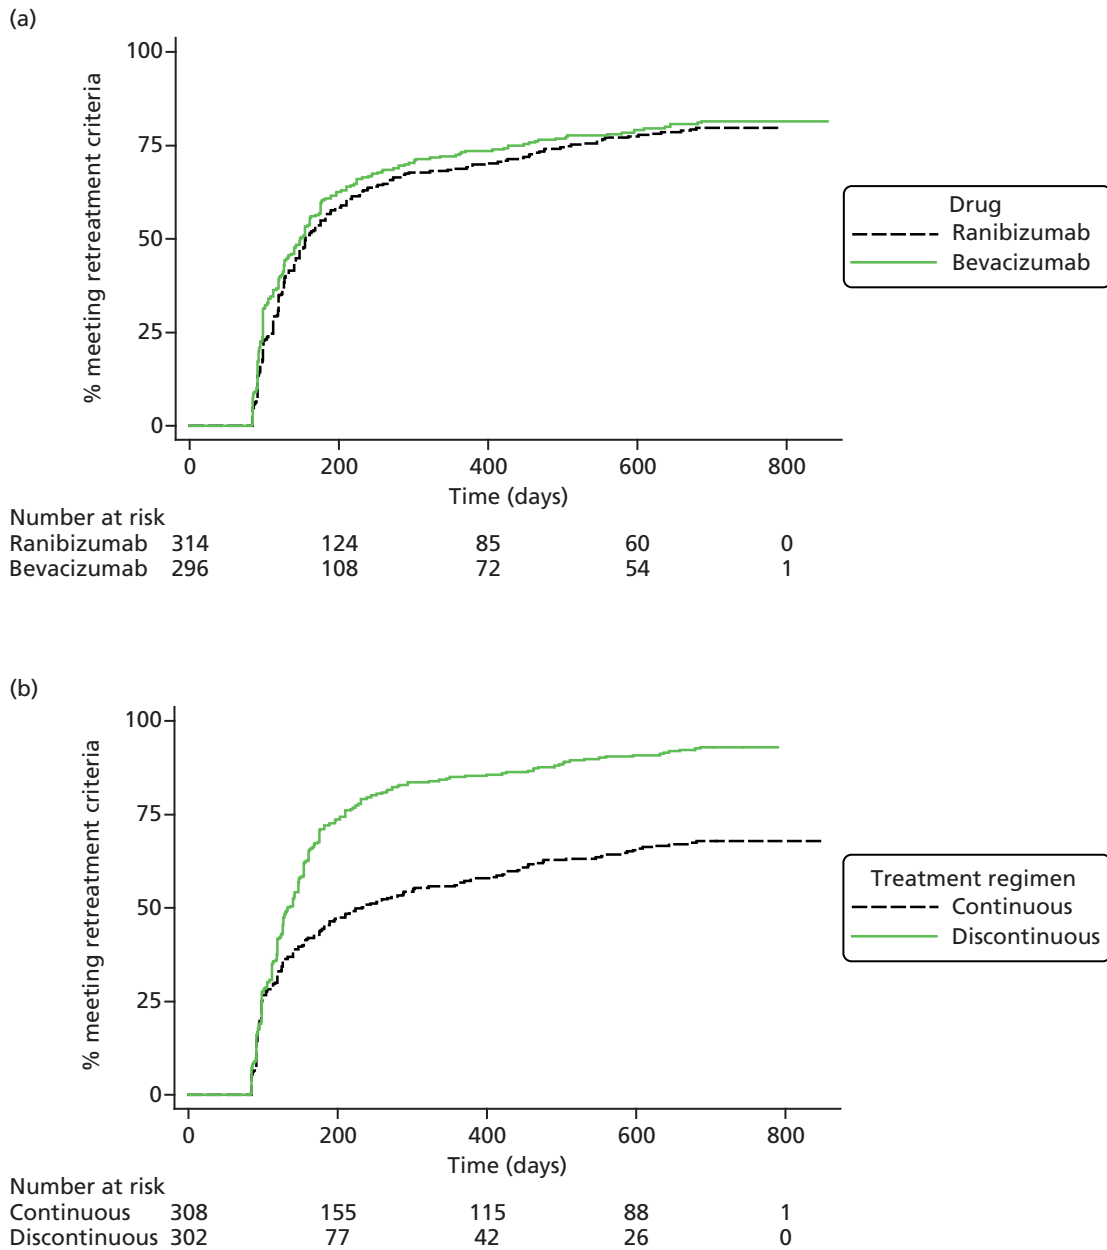 (a)
% meeting retreatment criteria
100
75
50
25
0
0 200 400 600 800
Time (days)
Drug
Ranibizumab
Bevacizumab
Number at risk
Ranibizumab 314 124 85 60 0
Bevacizumab 296 108 72 54 1
(b)
% meeting retreatment criteria
100
75
50
25
0
0 200 400 600 800
Time (days)
Treatment regimen
Continuous
Discontinuous
Number at risk
Continuous 308 155 115 88 1
Discontinuous 302 77 42 26 0